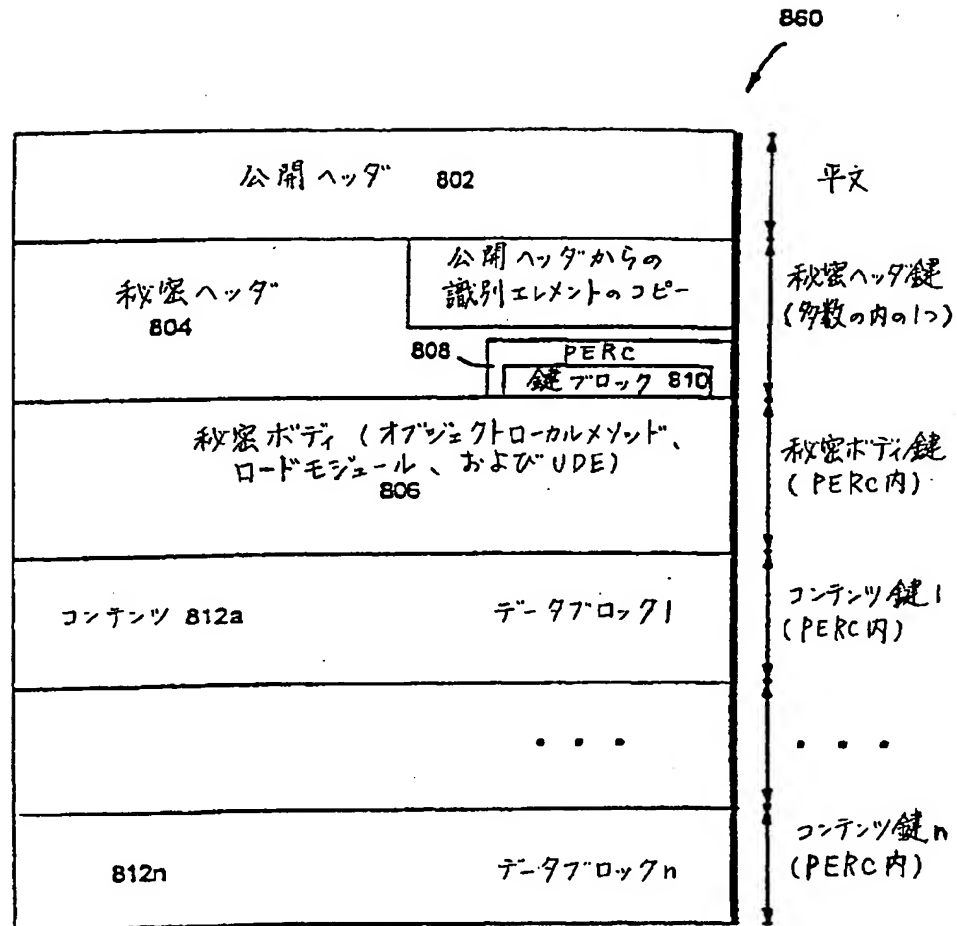 860
公開ヘッダ 802
平文
秘密ヘッダ
804
公開ヘッダからの
識別エレメントのコピー
808
PERC
鍵ブロック 810
秘密ヘッダ鍵
(多数の内の1つ)
秘密ボディ (オブジェクトローカルメソッド、
ロードモジュール、およびUDE)
806
秘密ボディ鍵
(PERC内)
コンテンツ 812a
データブロック1
コンテンツ鍵1
(PERC内)
• • •
• • •
812n
データブロックn
コンテンツ鍵n
(PERC内)